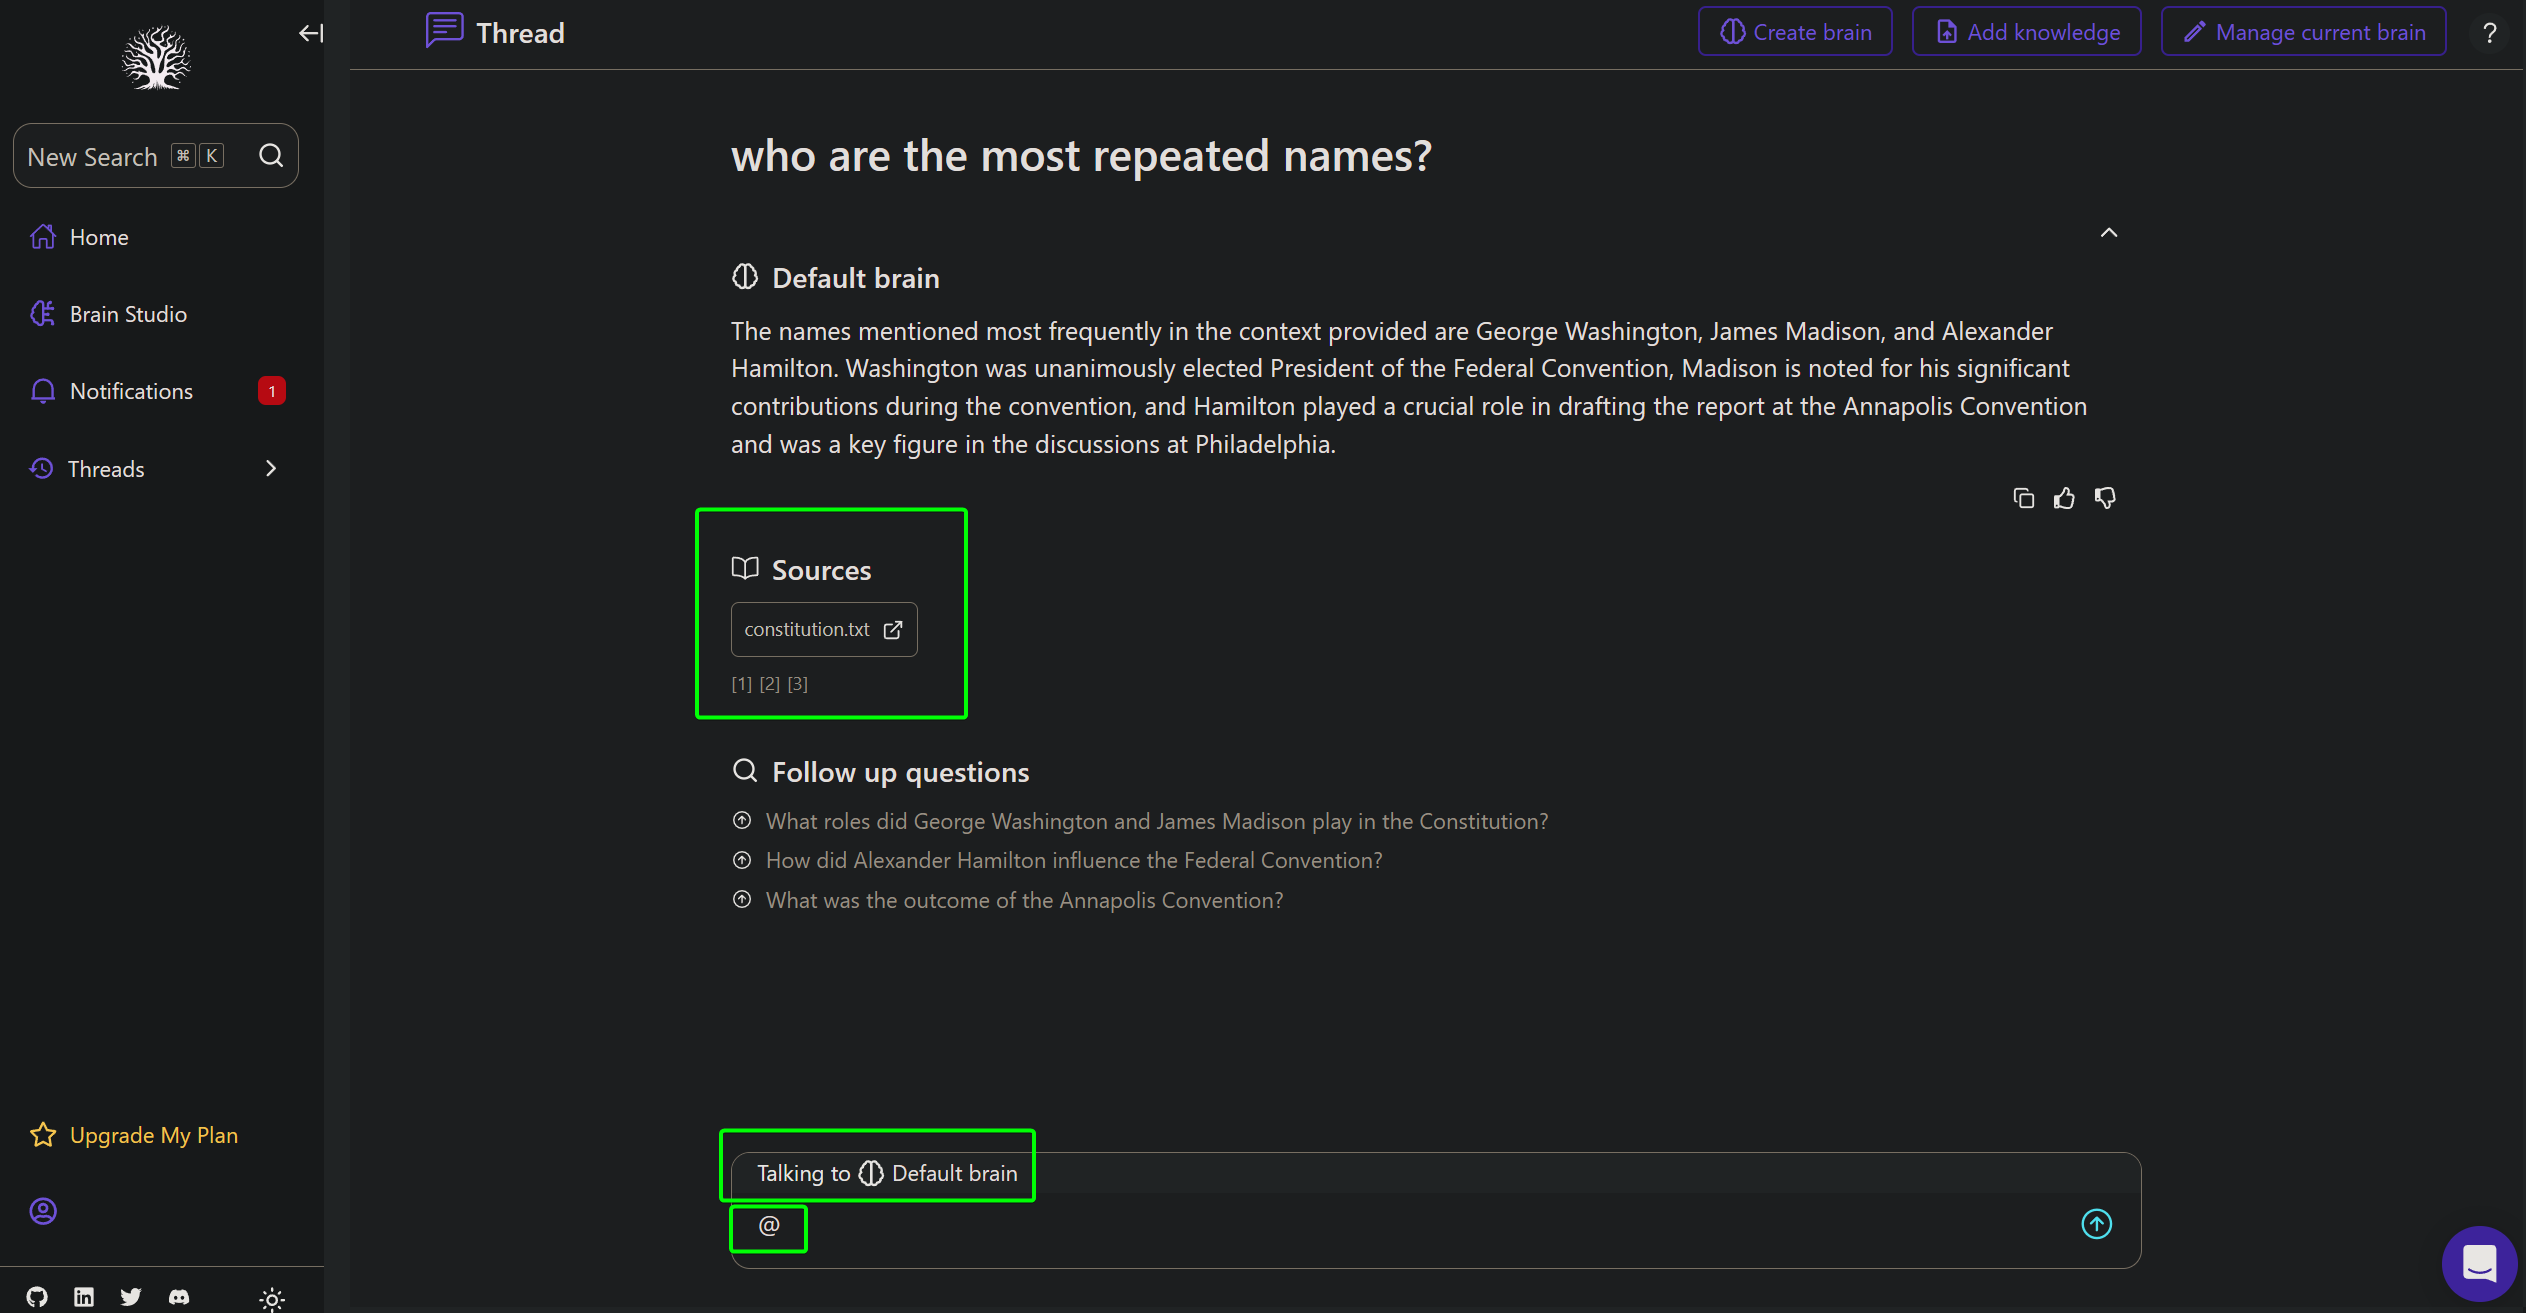 Thread
Create brain
Add knowledge
Manage current brain
?
New Search ⌘ K
Home
Brain Studio
Notifications 1
Threads
Upgrade My Plan
who are the most repeated names?
Default brain
The names mentioned most frequently in the context provided are George Washington, James Madison, and Alexander
Hamilton. Washington was unanimously elected President of the Federal Convention, Madison is noted for his significant
contributions during the convention, and Hamilton played a crucial role in drafting the report at the Annapolis Convention
and was a key figure in the discussions at Philadelphia.
Sources
constitution.txt
[1] [2] [3]
Follow up questions
What roles did George Washington and James Madison play in the Constitution?
How did Alexander Hamilton influence the Federal Convention?
What was the outcome of the Annapolis Convention?
Talking to Default brain
@